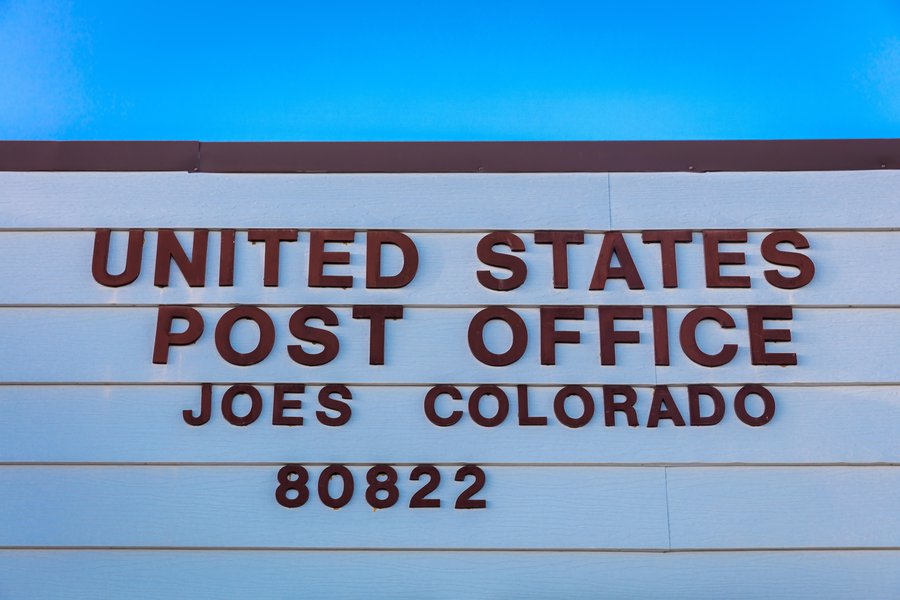 UNITED STATES
POST OFFICE
JOES COLORADO
80822